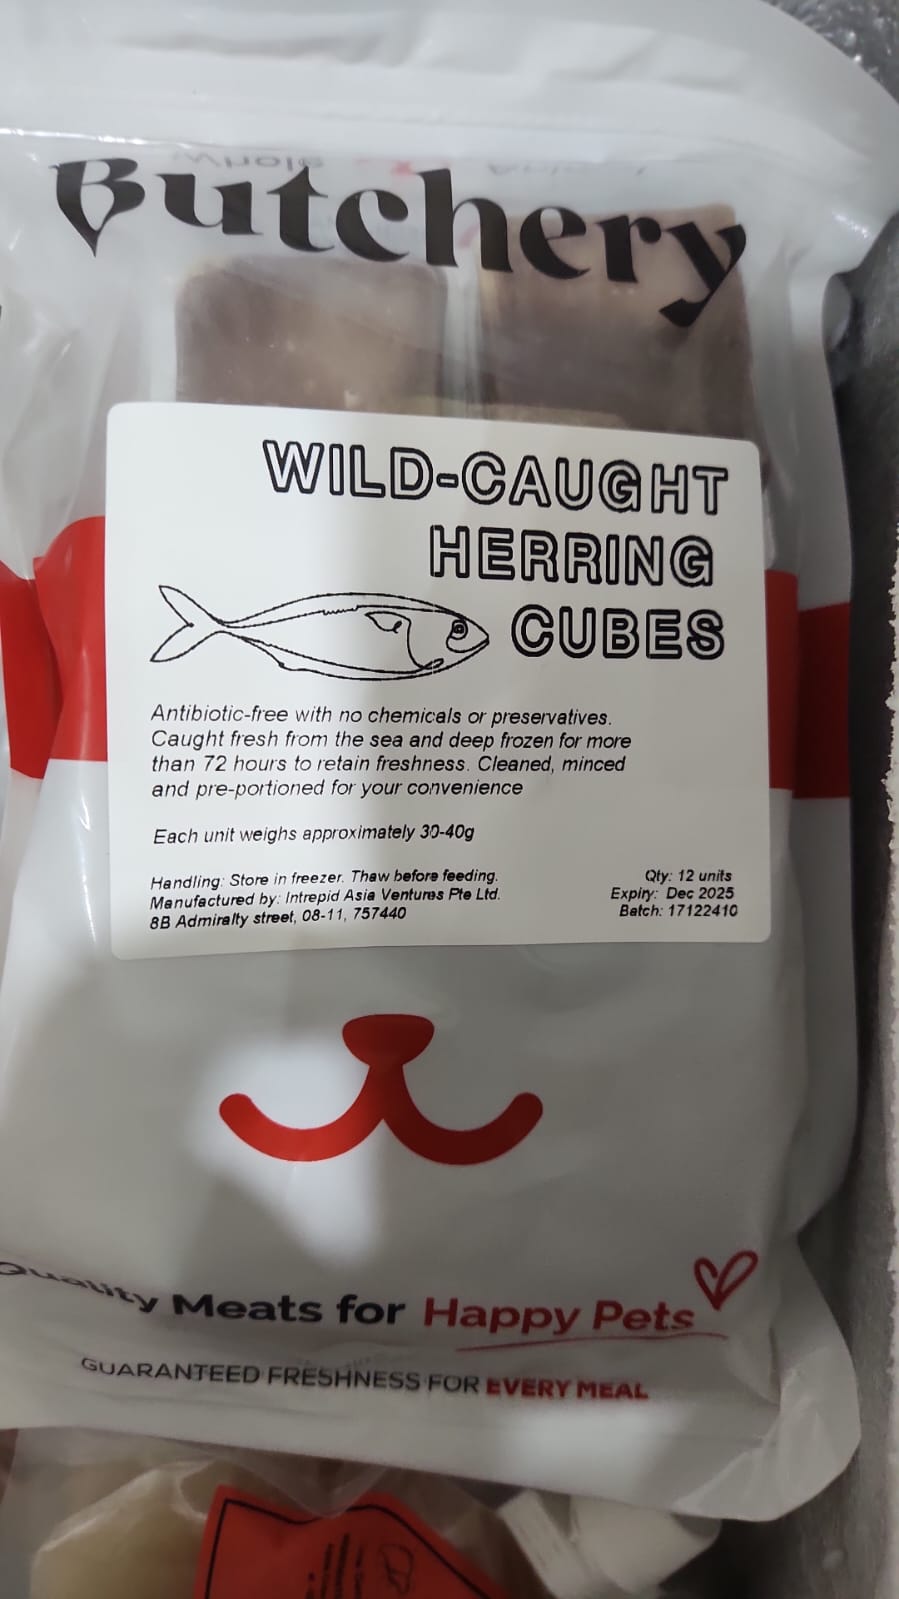 Butchery
Whole
WILD-CAUGHT
HERRING
CUBES
Antibiotic-free with no chemicals or preservatives.
Caught fresh from the sea and deep frozen for more
than 72 hours to retain freshness. Cleaned, minced
and pre-portioned for your convenience
Each unit weighs approximately 30-40g
Handling: Store in freezer. Thaw before feeding.
Manufactured by: Intrepid Asia Ventures Pte Ltd.
8B Admiralty street, 08-11, 757440
Qty: 12 units
Expiry: Dec 2025
Batch: 17122410
Quality Meats for Happy Pets
GUARANTEED FRESHNESS FOR EVERY MEAL